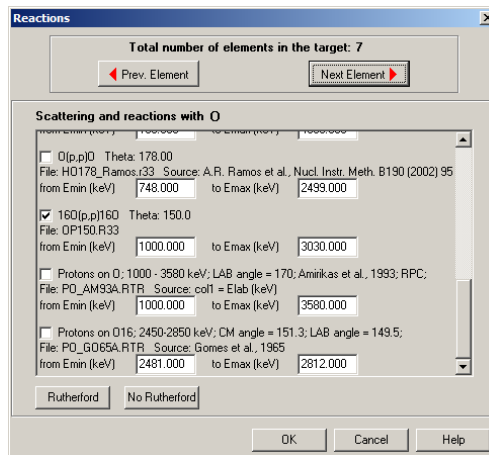 Reactions
Total number of elements in the target: 7
Prev. Element Next Element
Scattering and reactions with O
from Emin (keV) to Emax (keV)
O(p,p)O Theta: 178.00
File: HO178_Ramos.r33 Source: A.R. Ramos et al., Nucl. Instr. Meth. B190 (2002) 95
from Emin (keV) 748.000 to Emax (keV) 2499.000
16O(p,p)16O Theta: 150.0
File: OP150.R33
from Emin (keV) 1000.000 to Emax (keV) 3030.000
Protons on O; 1000 - 3580 keV; LAB angle = 170; Amirikas et al., 1993; RPC;
File: PO_AM93A.RTR Source: col1 = Elab (keV)
from Emin (keV) 1000.000 to Emax (keV) 3580.000
Protons on O16; 2450-2850 keV; CM angle = 151.3; LAB angle = 149.5;
File: PO_GO65A.RTR Source: Gomes et al., 1965
from Emin (keV) 2481.000 to Emax (keV) 2812.000
Rutherford No Rutherford
OK Cancel Help